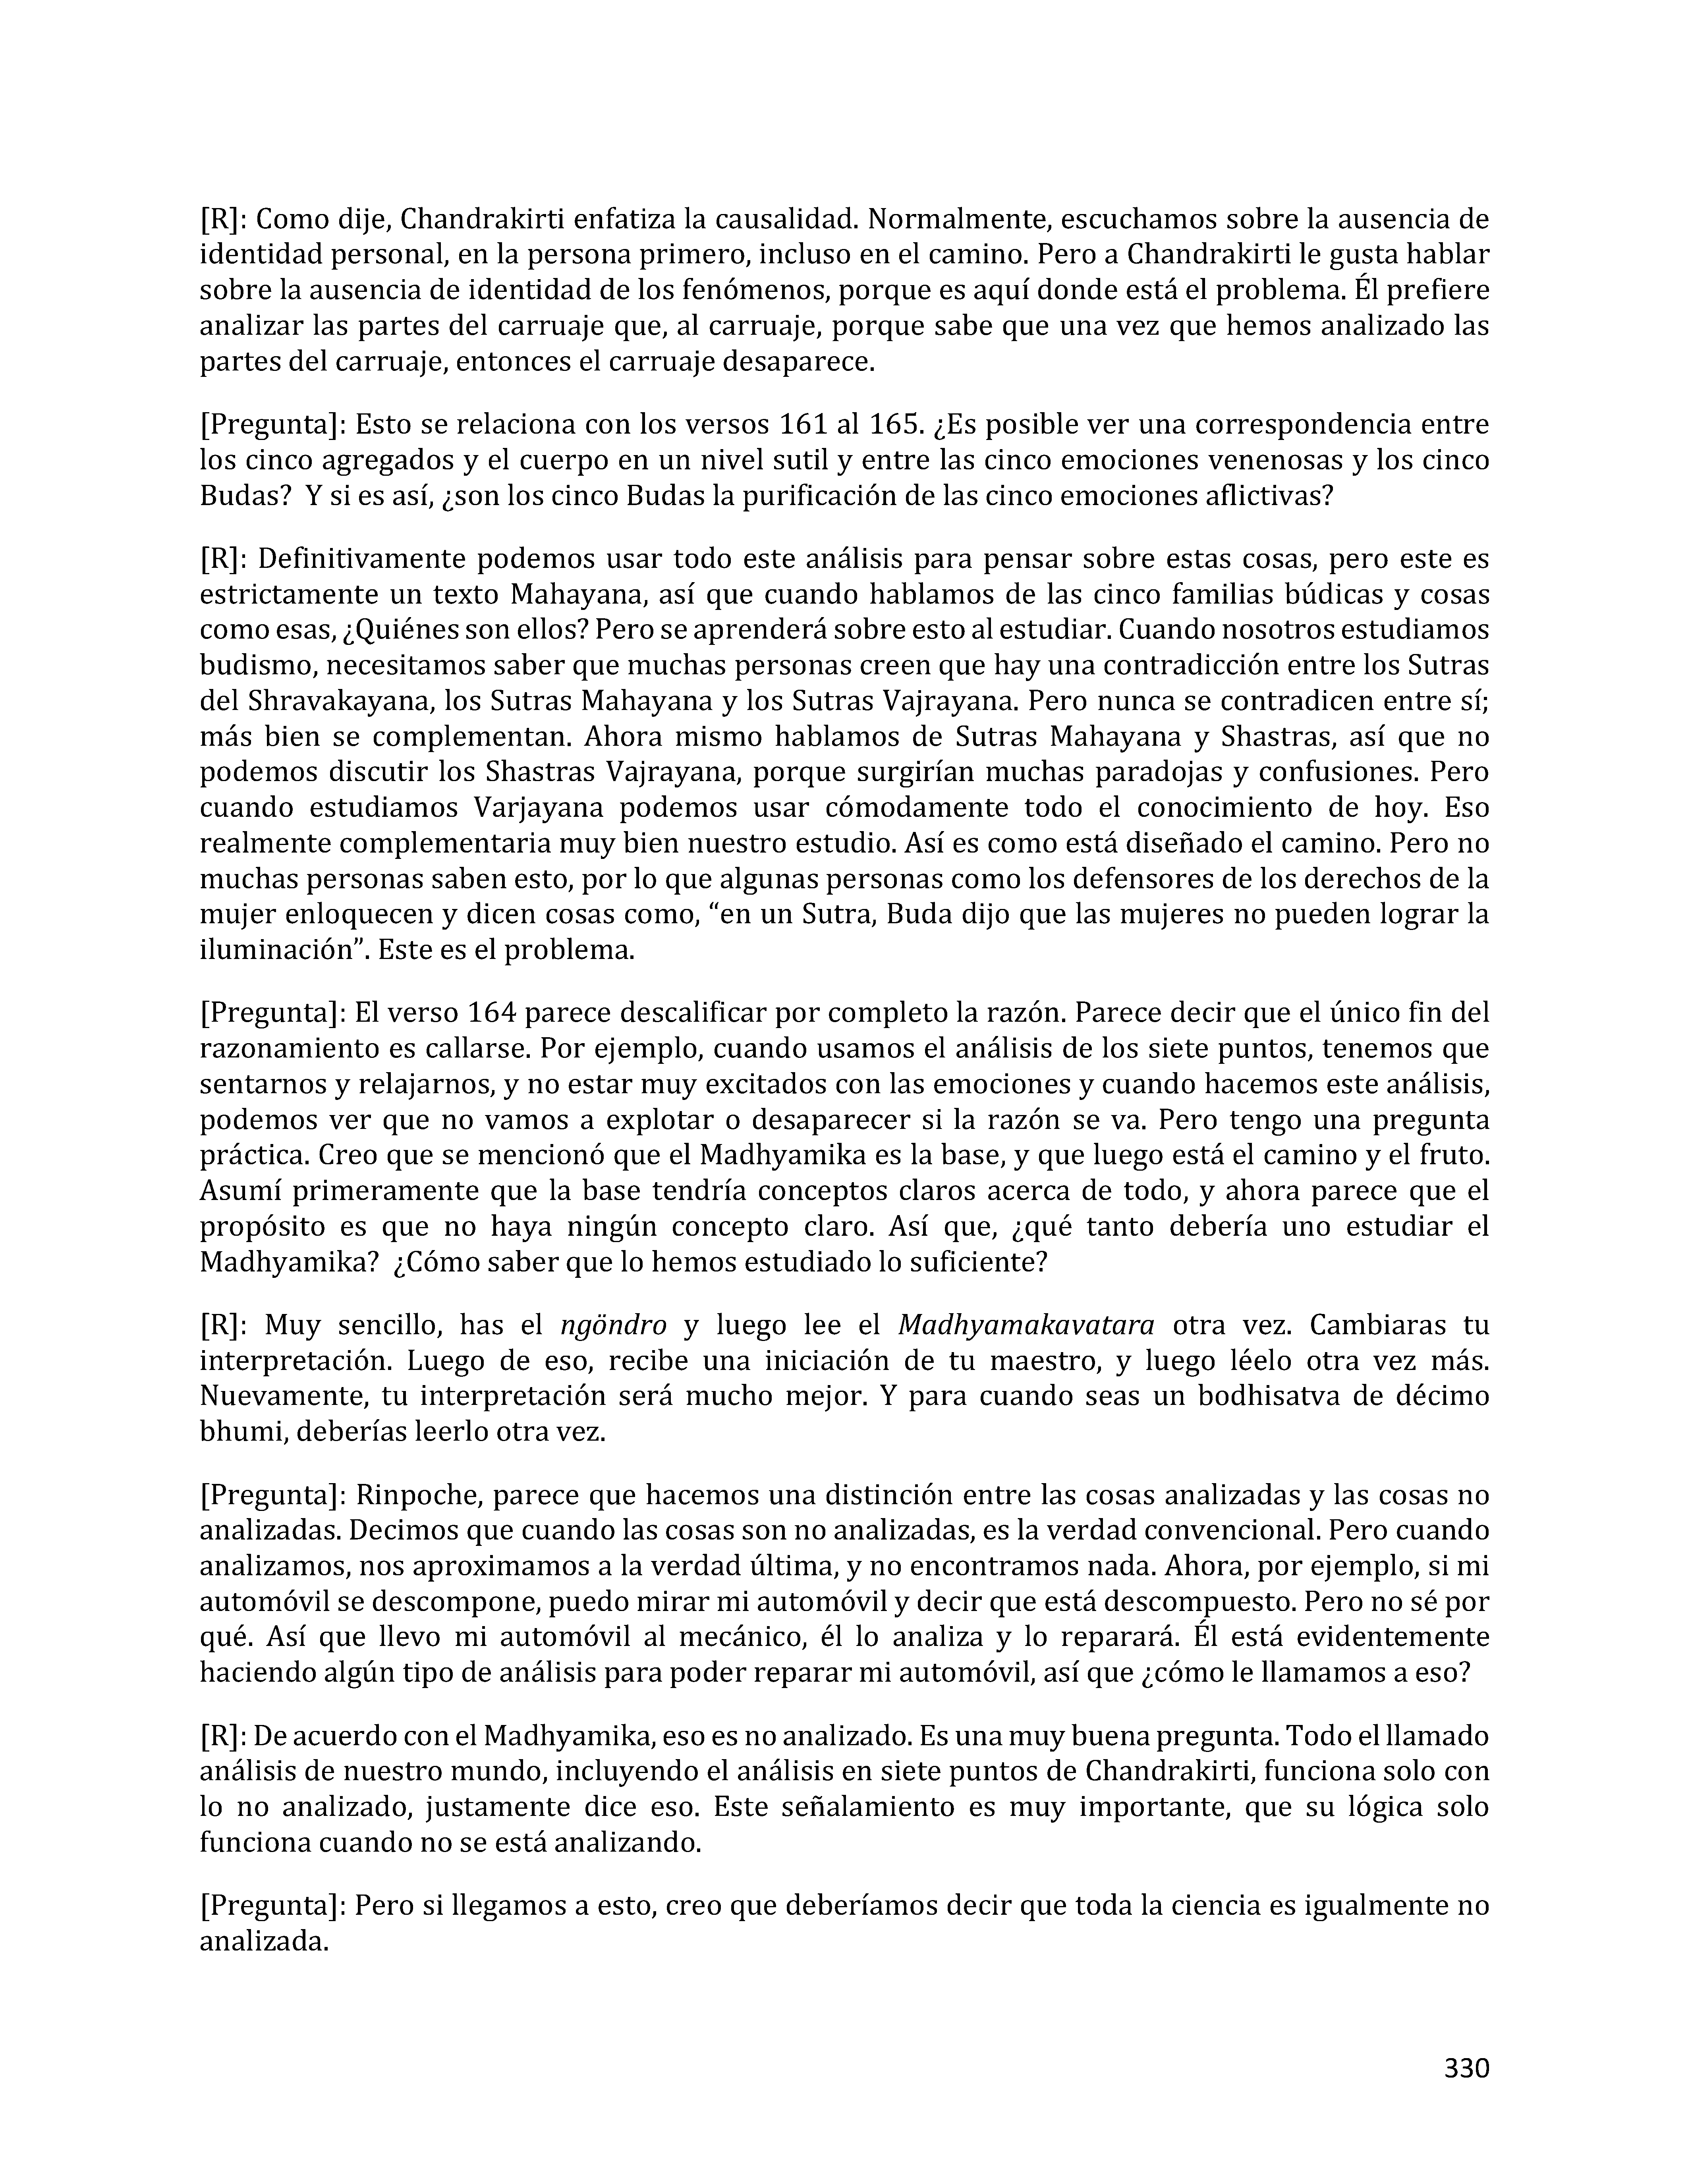 [R]: Como dije, Chandrakirti enfatiza la causalidad. Normalmente, escuchamos sobre la ausencia de
identidad personal, en la persona primero, incluso en el camino. Pero a Chandrakirti le gusta hablar
sobre la ausencia de identidad de los fenómenos, porque es aquí donde está el problema. Él prefiere
analizar las partes del carruaje que, al carruaje, porque sabe que una vez que hemos analizado las
partes del carruaje, entonces el carruaje desaparece.
[Pregunta]: Esto se relaciona con los versos 161 al 165. ¿Es posible ver una correspondencia entre
los cinco agregados y el cuerpo en un nivel sutil y entre las cinco emociones venenosas y los cinco
Budas?  Y si es así, ¿son los cinco Budas la purificación de las cinco emociones aflictivas?
[R]: Definitivamente podemos usar todo este análisis para pensar sobre estas cosas, pero este es
estrictamente un texto Mahayana, así que cuando hablamos de las cinco familias búdicas y cosas
como esas, ¿Quiénes son ellos? Pero se aprenderá sobre esto al estudiar. Cuando nosotros estudiamos
budismo, necesitamos saber que muchas personas creen que hay una contradicción entre los Sutras
del Shravakayana, los Sutras Mahayana y los Sutras Vajrayana. Pero nunca se contradicen entre sí;
más bien se complementan. Ahora mismo hablamos de Sutras Mahayana y Shastras, así que no
podemos discutir los Shastras Vajrayana, porque surgirían muchas paradojas y confusiones. Pero
cuando estudiamos Varjayana podemos usar cómodamente todo el conocimiento de hoy. Eso
realmente complementaria muy bien nuestro estudio. Así es como está diseñado el camino. Pero no
muchas personas saben esto, por lo que algunas personas como los defensores de los derechos de la
mujer enloquecen y dicen cosas como, “en un Sutra, Buda dijo que las mujeres no pueden lograr la
iluminación”. Este es el problema.
[Pregunta]: El verso 164 parece descalificar por completo la razón. Parece decir que el único fin del
razonamiento es callarse. Por ejemplo, cuando usamos el análisis de los siete puntos, tenemos que
sentarnos y relajarnos, y no estar muy excitados con las emociones y cuando hacemos este análisis,
podemos ver que no vamos a explotar o desaparecer si la razón se va. Pero tengo una pregunta
práctica. Creo que se mencionó que el Madhyamika es la base, y que luego está el camino y el fruto.
Asumí primeramente que la base tendría conceptos claros acerca de todo, y ahora parece que el
propósito es que no haya ningún concepto claro. Así que, ¿qué tanto debería uno estudiar el
Madhyamika?  ¿Cómo saber que lo hemos estudiado lo suficiente?
[R]: Muy sencillo, has el ngöndro y luego lee el Madhyamakavatara otra vez. Cambiaras tu
interpretación. Luego de eso, recibe una iniciación de tu maestro, y luego léelo otra vez más.
Nuevamente, tu interpretación será mucho mejor. Y para cuando seas un bodhisatva de décimo
bhumi, deberías leerlo otra vez.
[Pregunta]: Rinpoche, parece que hacemos una distinción entre las cosas analizadas y las cosas no
analizadas. Decimos que cuando las cosas son no analizadas, es la verdad convencional. Pero cuando
analizamos, nos aproximamos a la verdad última, y no encontramos nada. Ahora, por ejemplo, si mi
automóvil se descompone, puedo mirar mi automóvil y decir que está descompuesto. Pero no sé por
qué. Así que llevo mi automóvil al mecánico, él lo analiza y lo reparará. Él está evidentemente
haciendo algún tipo de análisis para poder reparar mi automóvil, así que ¿cómo le llamamos a eso?
[R]: De acuerdo con el Madhyamika, eso es no analizado. Es una muy buena pregunta. Todo el llamado
análisis de nuestro mundo, incluyendo el análisis en siete puntos de Chandrakirti, funciona solo con
lo no analizado, justamente dice eso. Este señalamiento es muy importante, que su lógica solo
funciona cuando no se está analizando.
[Pregunta]: Pero si llegamos a esto, creo que deberíamos decir que toda la ciencia es igualmente no
analizada.
330